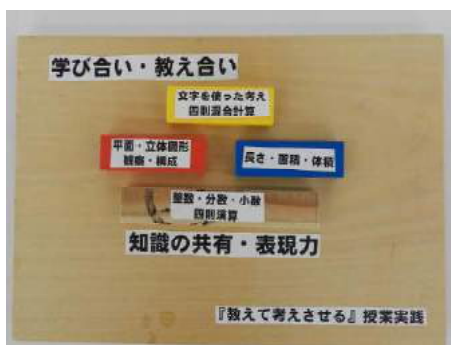 学び合い・教え合い
文字を使った考え
四則混合計算
平面・立体図形
観察・構成
長さ・面積・体積
整数・分数・小数
四則演算
知識の共有・表現力
『教えて考えさせる』授業実践